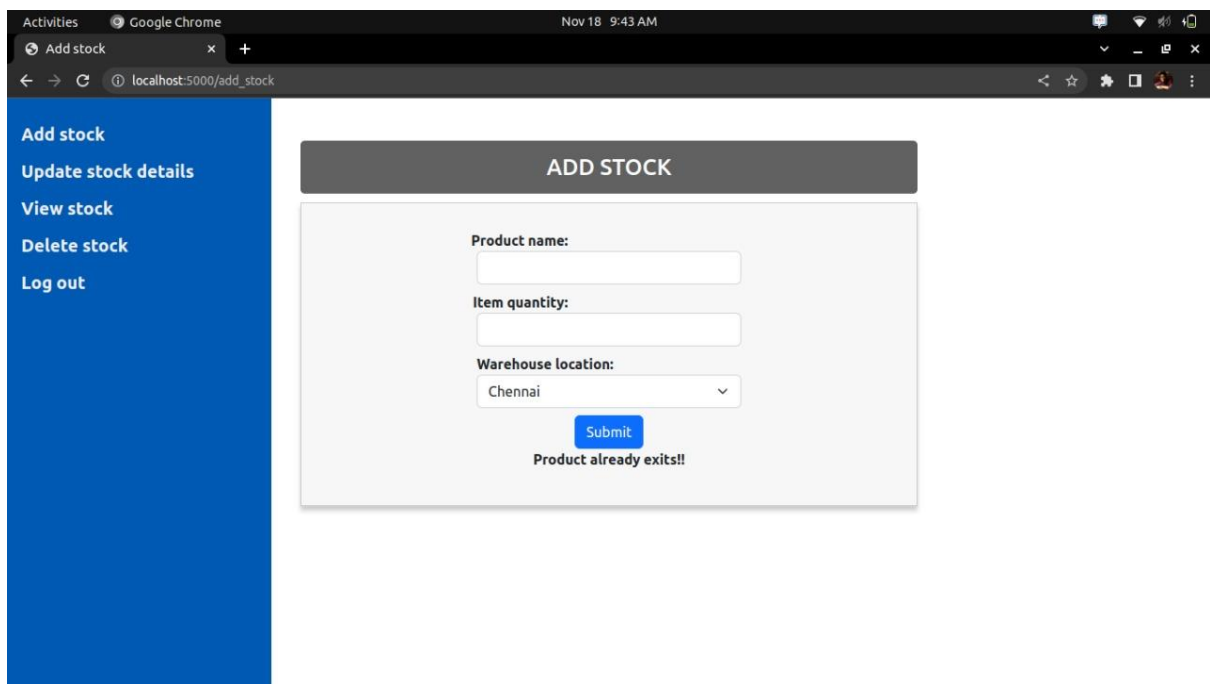 Activities Google Chrome Nov 18 9:43 AM
Add stock
localhost:5000/add_stock
Add stock
Update stock details
View stock
Delete stock
Log out
ADD STOCK
Product name:
Item quantity:
Warehouse location:
Chennai
Submit
Product already exits!!